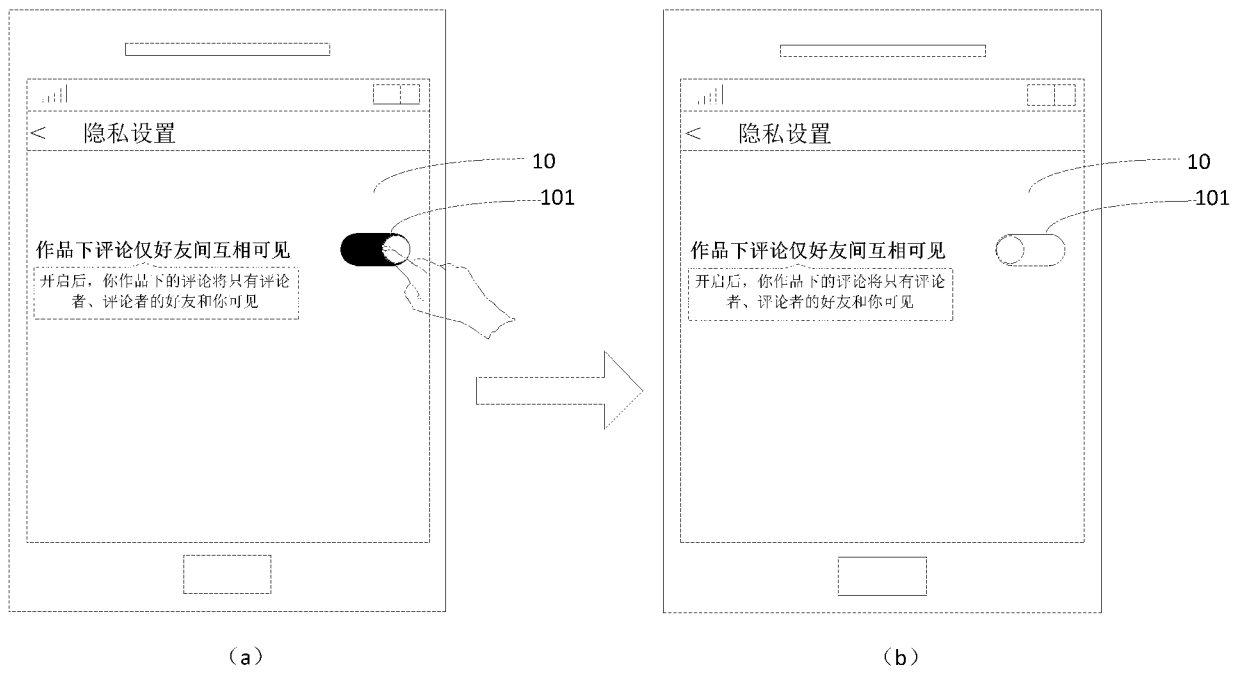 < 隐私设置
10
101
作品下评论仅好友间互相可见
开启后，你作品下的评论将只有评论
者、评论者的好友和你可见
（a）
< 隐私设置
10
101
作品下评论仅好友间互相可见
开启后，你作品下的评论将只有评论
者、评论者的好友和你可见
（b）